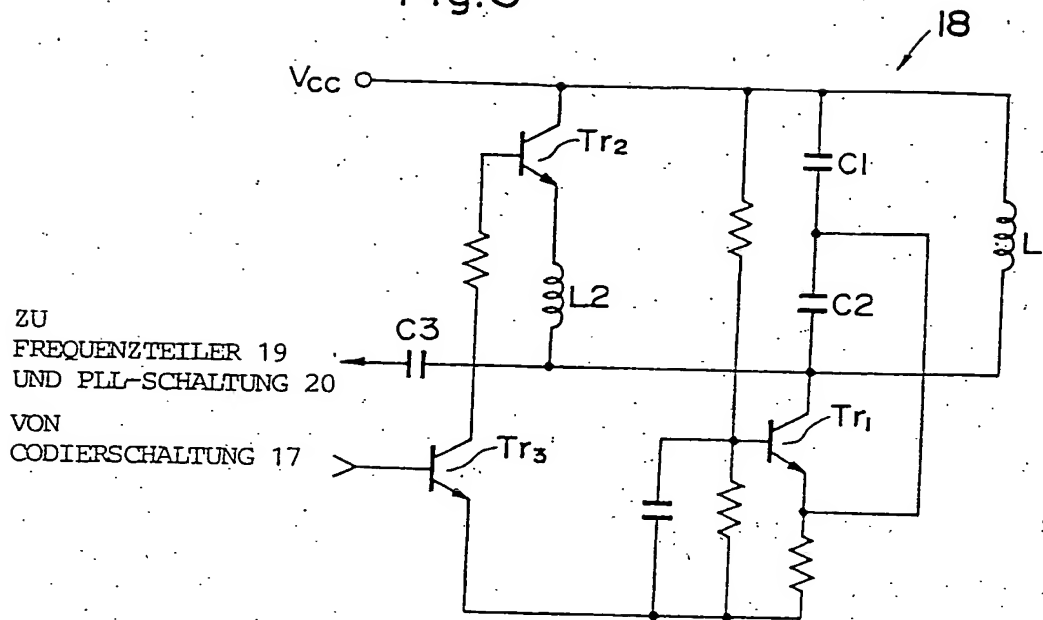 Fig.
18
Vcc
Tr2
C1
L
L2
C2
C3
ZU
FREQUENZTEILER 19
UND PLL-SCHALTUNG 20
VON
CODIERSCHALTUNG 17
Tr3
Tr1